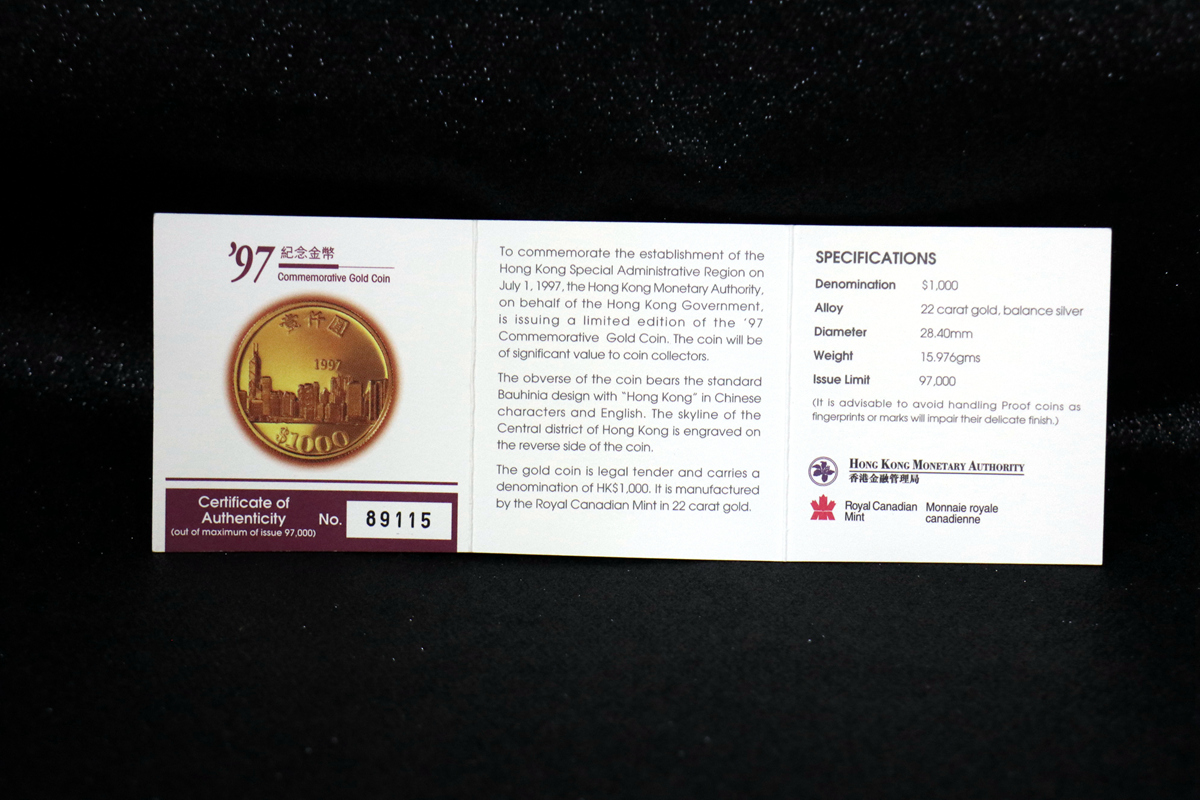 '97 紀念金幣
Commemorative Gold Coin
壹仟圓
1997
$1000
Certificate of
Authenticity
(out of maximum of issue 97,000)
No. 89115
To commemorate the establishment of the
Hong Kong Special Administrative Region on
July 1, 1997, the Hong Kong Monetary Authority,
on behalf of the Hong Kong Government,
is issuing a limited edition of the '97
Commemorative Gold Coin. The coin will be
of significant value to coin collectors.
The obverse of the coin bears the standard
Bauhinia design with "Hong Kong" in Chinese
characters and English. The skyline of the
Central district of Hong Kong is engraved on
the reverse side of the coin.
The gold coin is legal tender and carries a
denomination of HK$1,000. It is manufactured
by the Royal Canadian Mint in 22 carat gold.
SPECIFICATIONS
Denomination $1,000
Alloy 22 carat gold, balance silver
Diameter 28.40mm
Weight 15.976gms
Issue Limit 97,000
(It is advisable to avoid handling Proof coins as
fingerprints or marks will impair their delicate finish.)
HONG KONG MONETARY AUTHORITY
香港金融管理局
Royal Canadian Monnaie royale
Mint canadienne